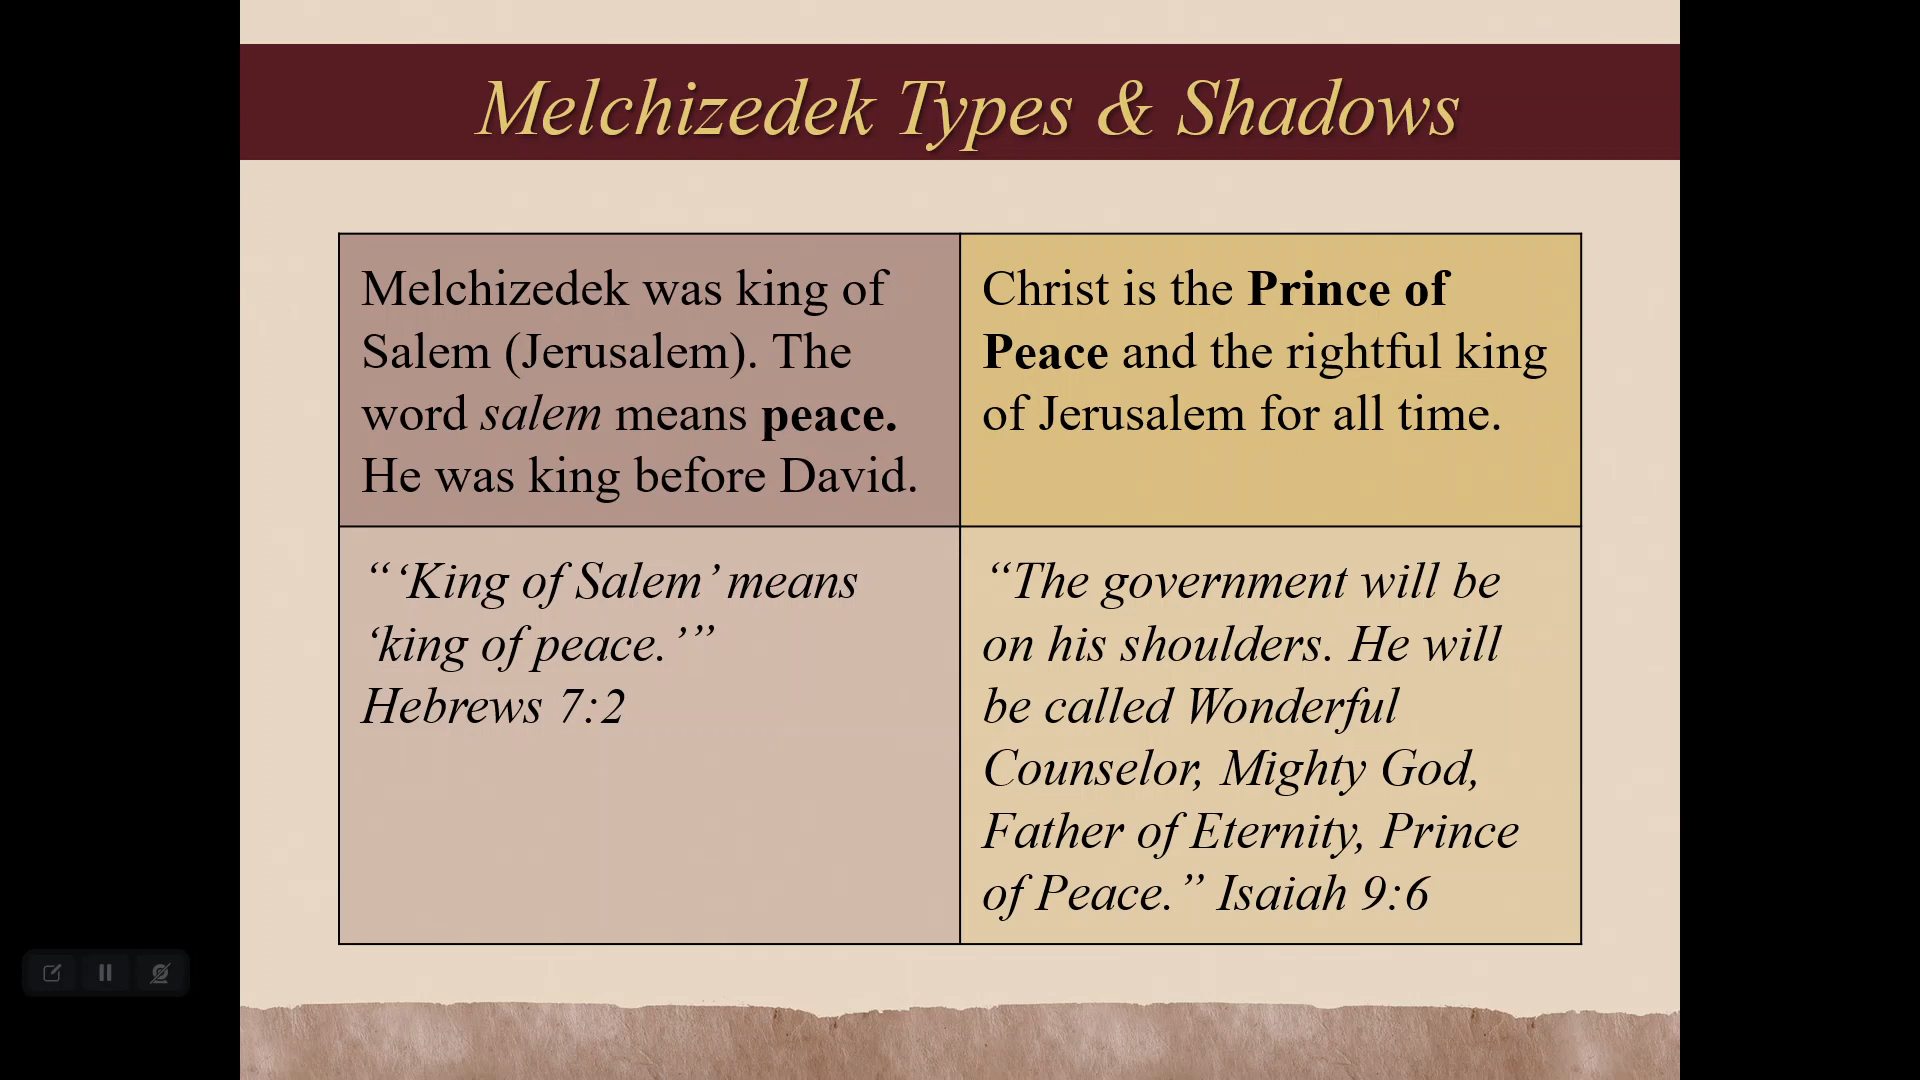 Melchizedek Types & Shadows
Melchizedek was king of
Salem (Jerusalem). The
word salem means peace.
He was king before David.
Christ is the Prince of
Peace and the rightful king
of Jerusalem for all time.
“‘King of Salem’ means
‘king of peace.’”
Hebrews 7:2
“The government will be
on his shoulders. He will
be called Wonderful
Counselor, Mighty God,
Father of Eternity, Prince
of Peace.” Isaiah 9:6